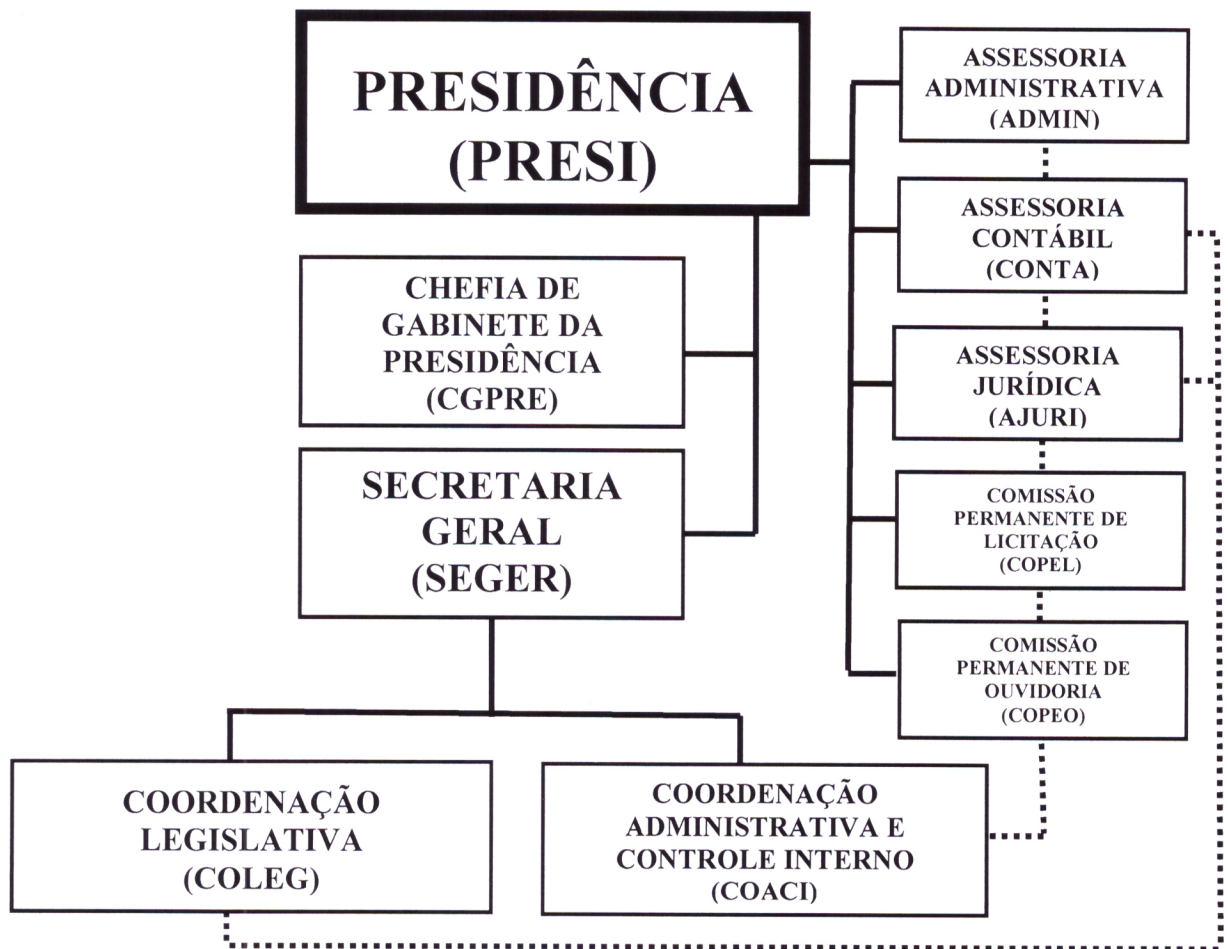 PRESIDÊNCIA
(PRESI)
ASSESSORIA
ADMINISTRATIVA
(ADMIN)
ASSESSORIA
CONTÁBIL
(CONTA)
ASSESSORIA
JURÍDICA
(AJURI)
COMISSÃO
PERMANENTE DE
LICITAÇÃO
(COPEL)
COMISSÃO
PERMANENTE DE
OUVIDORIA
(COPEO)
CHEFIA DE
GABINETE DA
PRESIDÊNCIA
(CGPRE)
SECRETARIA
GERAL
(SEGER)
COORDENAÇÃO
LEGISLATIVA
(COLEG)
COORDENAÇÃO
ADMINISTRATIVA E
CONTROLE INTERNO
(COACI)